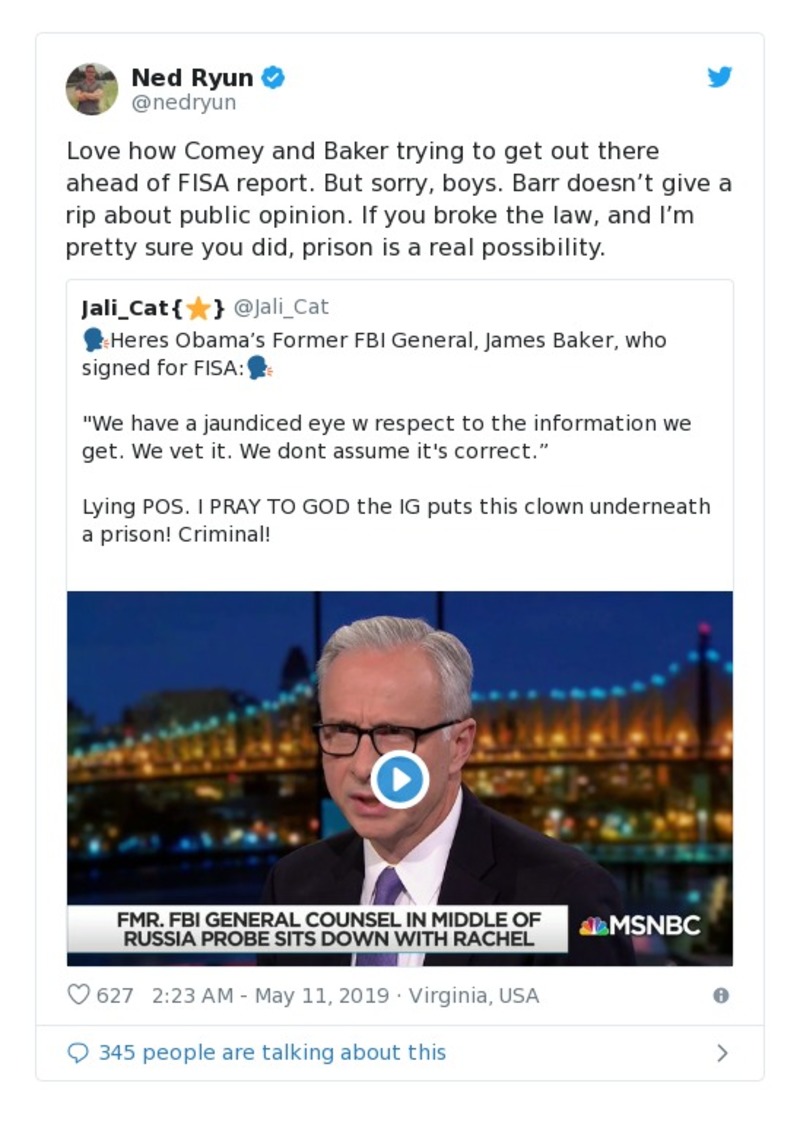 Ned Ryun
@nedryun
Love how Comey and Baker trying to get out there
ahead of FISA report. But sorry, boys. Barr doesn’t give a
rip about public opinion. If you broke the law, and I’m
pretty sure you did, prison is a real possibility.
Jali_Cat{⭐} @Jali_Cat
🗣Heres Obama’s Former FBI General, James Baker, who
signed for FISA:🗣
"We have a jaundiced eye w respect to the information we
get. We vet it. We dont assume it's correct.”
Lying POS. I PRAY TO GOD the IG puts this clown underneath
a prison! Criminal!
FMR. FBI GENERAL COUNSEL IN MIDDLE OF
RUSSIA PROBE SITS DOWN WITH RACHEL
MSNBC
627 2:23 AM - May 11, 2019 · Virginia, USA
345 people are talking about this